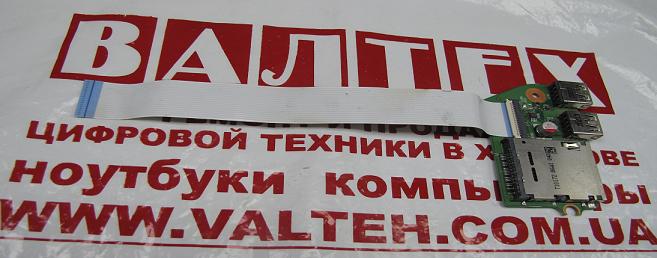 ВАЛТЕХ
ЦИФРОВОЙ ТЕХНИКИ В
НОУТБУКИ
WWW.VALTEH.COM.UA